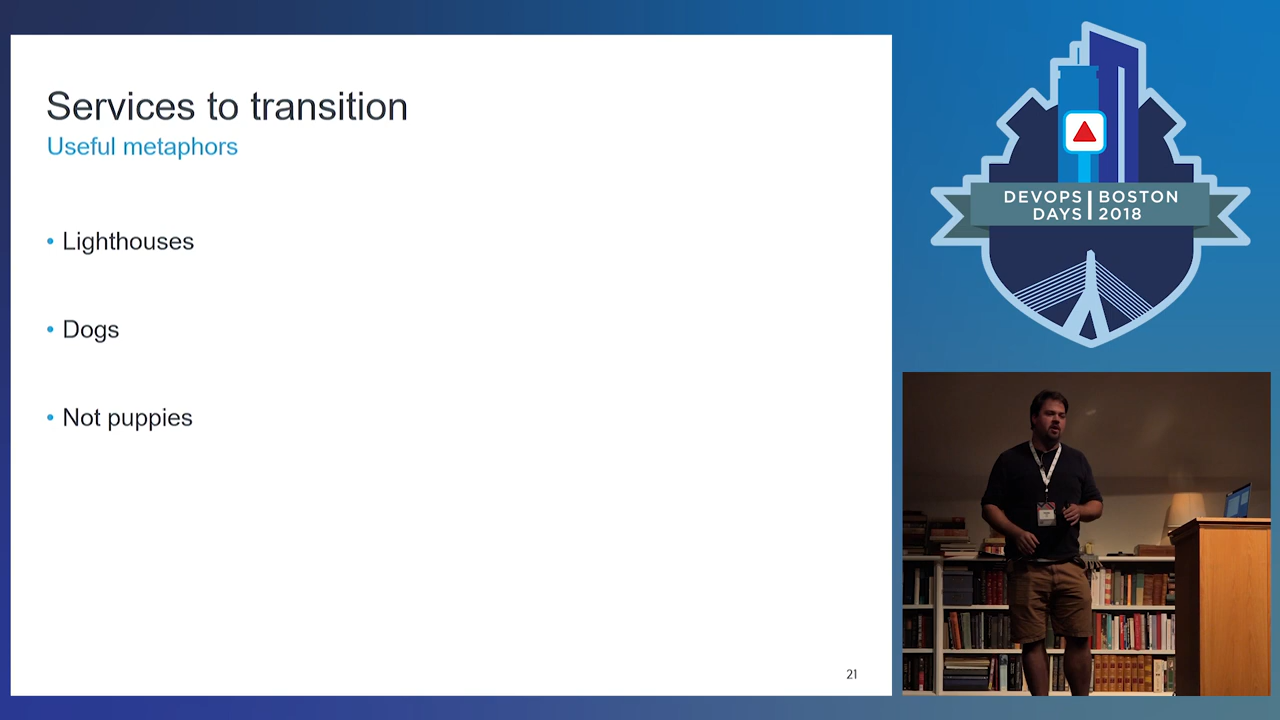 Services to transition
Useful metaphors
• Lighthouses
• Dogs
• Not puppies
21
DEVOPS BOSTON
DAYS 2018